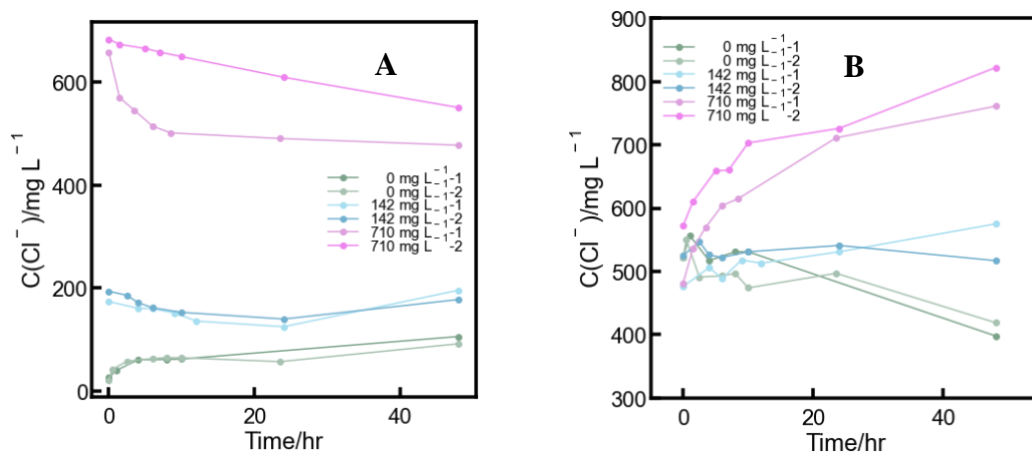 A
600
400
200
0
C(Cl⁻)/mg L⁻¹
0 mg L⁻¹-1
0 mg L⁻¹-2
142 mg L⁻¹-1
142 mg L⁻¹-2
710 mg L⁻¹-1
710 mg L⁻¹-2
0 20 40
Time/hr
B
900
800
700
600
500
400
300
C(Cl⁻)/mg L⁻¹
0 mg L⁻¹-1
0 mg L⁻¹-2
142 mg L⁻¹-1
142 mg L⁻¹-2
710 mg L⁻¹-1
710 mg L⁻¹-2
0 20 40
Time/hr